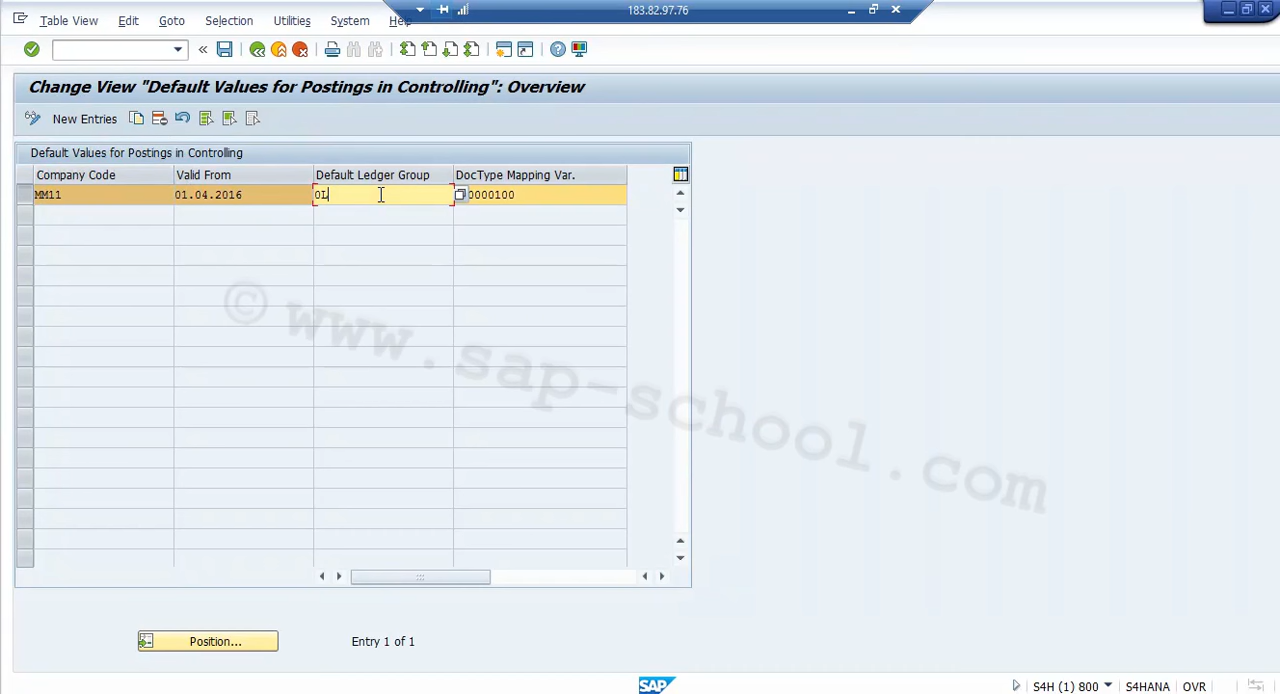 183.82.97.76
Table View Edit Goto Selection Utilities System Help
Change View "Default Values for Postings in Controlling": Overview
New Entries
Default Values for Postings in Controlling
Company Code Valid From Default Ledger Group DocType Mapping Var.
MM11 01.04.2016 0L 0000100
© www.sap-school.com
Position... Entry 1 of 1
SAP
S4H (1) 800 S4HANA OVR